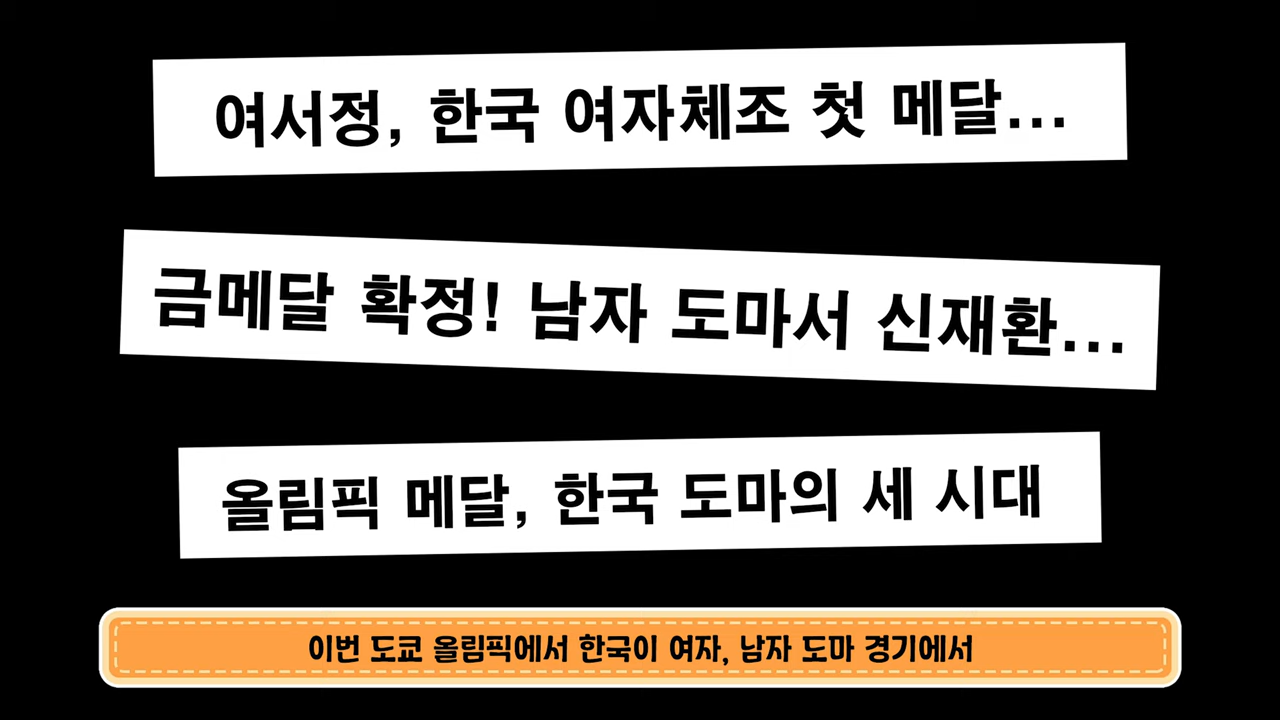 여서정, 한국 여자체조 첫 메달...
금메달 확정! 남자 도마서 신재환...
올림픽 메달, 한국 도마의 세 시대
이번 도쿄 올림픽에서 한국이 여자, 남자 도마 경기에서